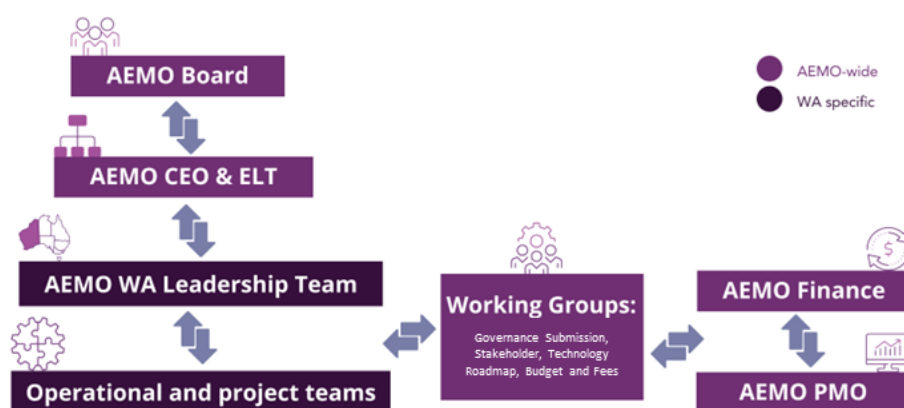 AEMO Board
AEMO-wide
WA specific
AEMO CEO & ELT
AEMO WA Leadership Team
Operational and project teams
Working Groups:
Governance Submission,
Stakeholder, Technology
Roadmap, Budget and Fees
AEMO Finance
$
AEMO PMO